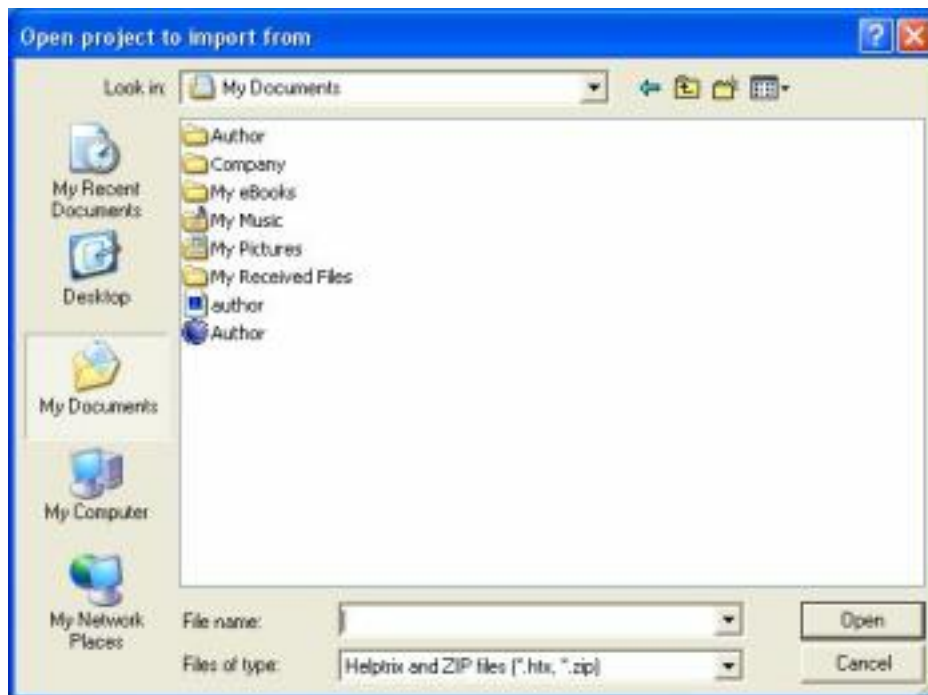 Open project to import from
Look in: My Documents
Author
Company
My eBooks
My Music
My Pictures
My Received Files
author
Author
My Recent
Documents
Desktop
My Documents
My Computer
My Network
Places
File name:
Open
Files of type: Helptrix and ZIP files (*.htx, *.zip)
Cancel